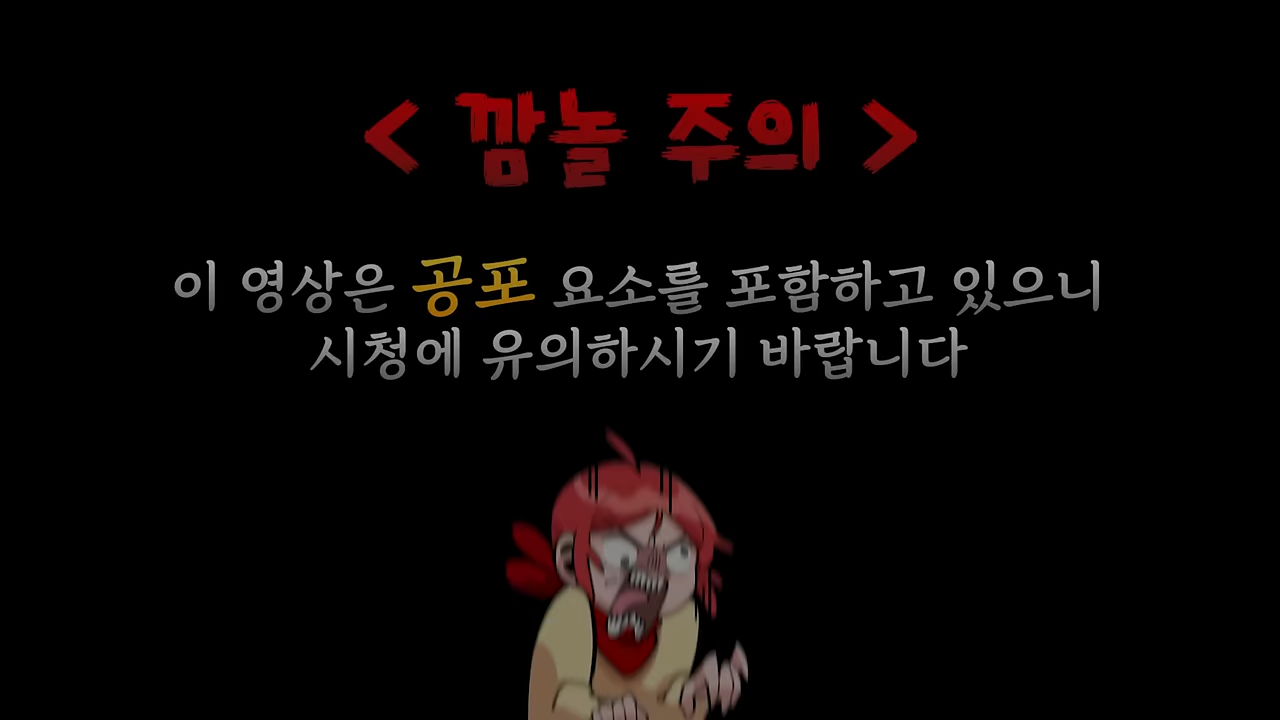 < 깜놀 주의 >
이 영상은 공포 요소를 포함하고 있으니
시청에 유의하시기 바랍니다